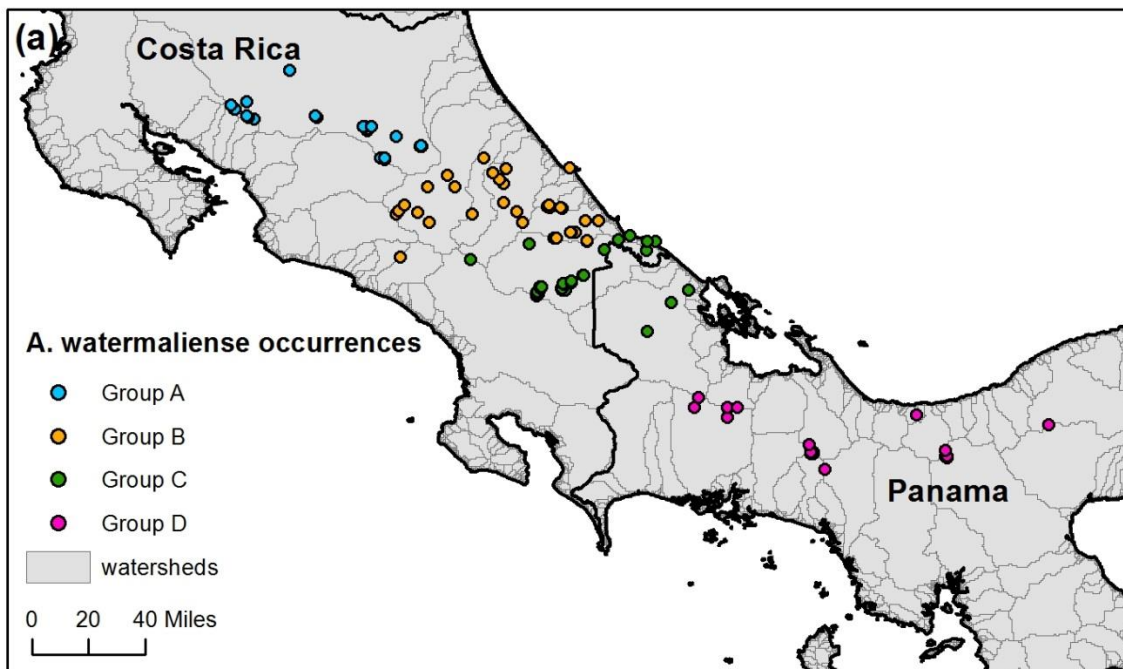 (a)
Costa Rica
A. watermaliense occurrences
Group A
Group B
Group C
Group D
Panama
watersheds
0 20 40 Miles